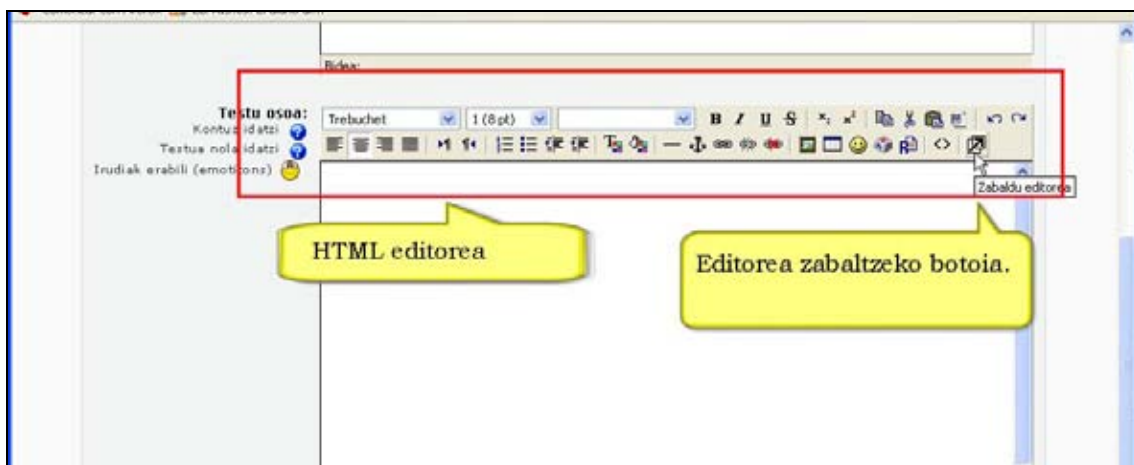 Bidea:
Testu osoa:
Kontuz idatzi
Testua nola idatzi
Irudiak erabili (emoticons)
Trebuchet
1 (8 pt)
Zabaldu editorea
HTML editorea
Editorea zabaltzeko botoia.